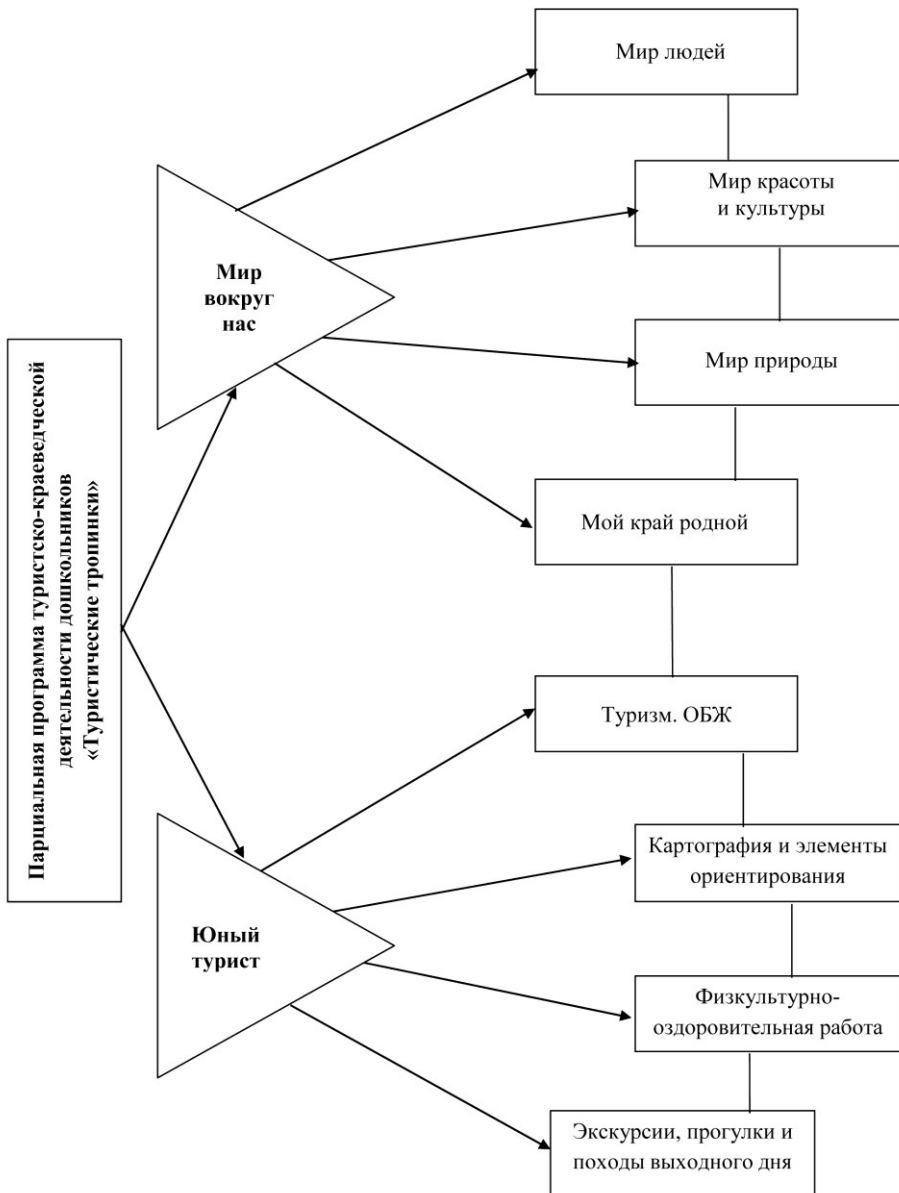 Парциальная программа туристско-краеведческой
деятельности дошкольников
«Туристические тропинки»
Мир
вокруг
нас
Мир людей
Мир красоты
и культуры
Мир природы
Мой край родной
Юный
турист
Туризм. ОБЖ
Картография и элементы
ориентирования
Физкультурно-
оздоровительная работа
Экскурсии, прогулки и
походы выходного дня